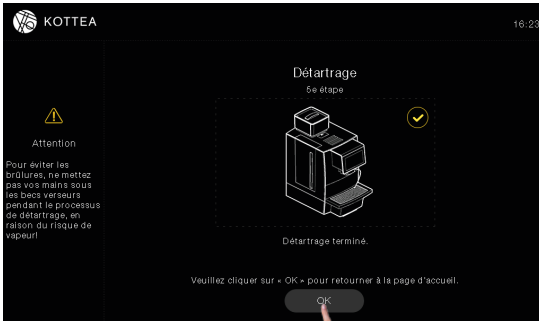 KOTTEA
16:23
Détartrage
5e étape
Attention
Pour éviter les
brûlures, ne mettez
pas vos mains sous
les becs verseurs
pendant le processus
de détartrage, en
raison du risque de
vapeur!
Détartrage terminé.
Veuillez cliquer sur « OK » pour retourner à la page d'accueil.
OK